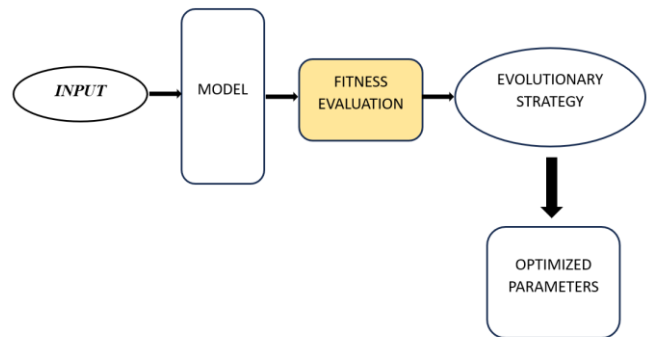 INPUT
MODEL
FITNESS
EVALUATION
EVOLUTIONARY
STRATEGY
OPTIMIZED
PARAMETERS